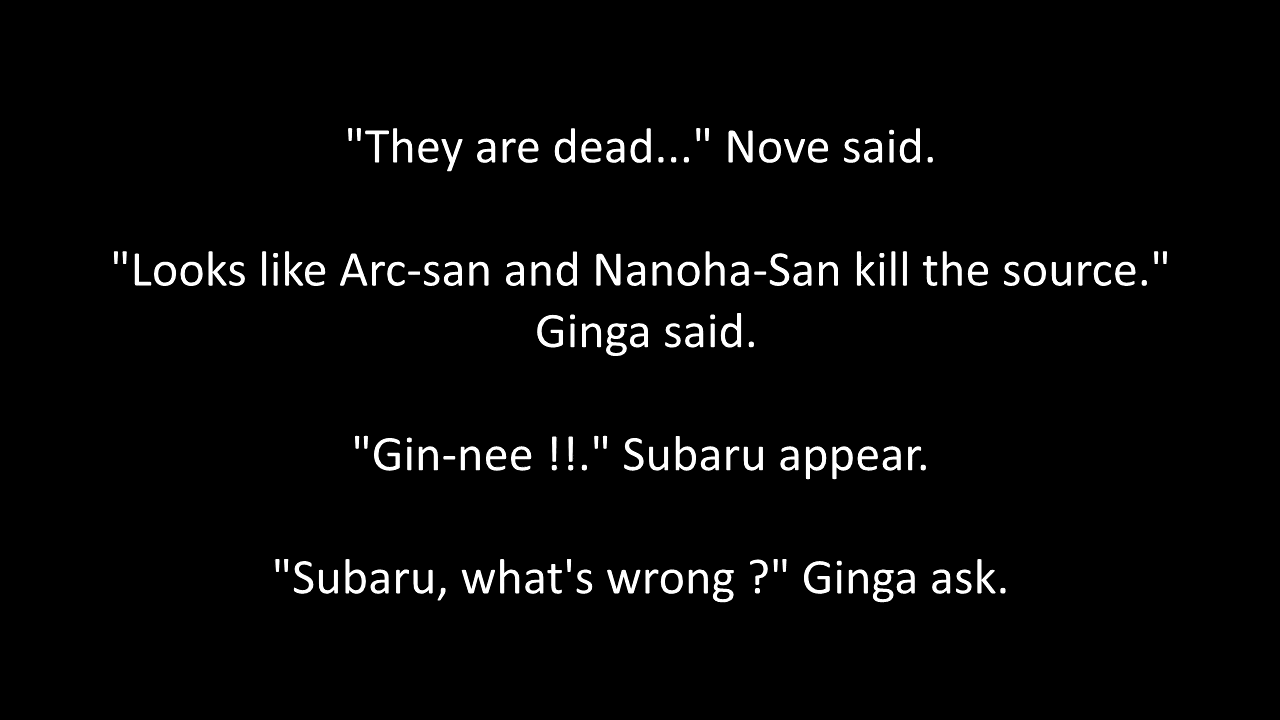 "They are dead..." Nove said.
"Looks like Arc-san and Nanoha-San kill the source."
Ginga said.
"Gin-nee !!." Subaru appear.
"Subaru, what's wrong ?" Ginga ask.